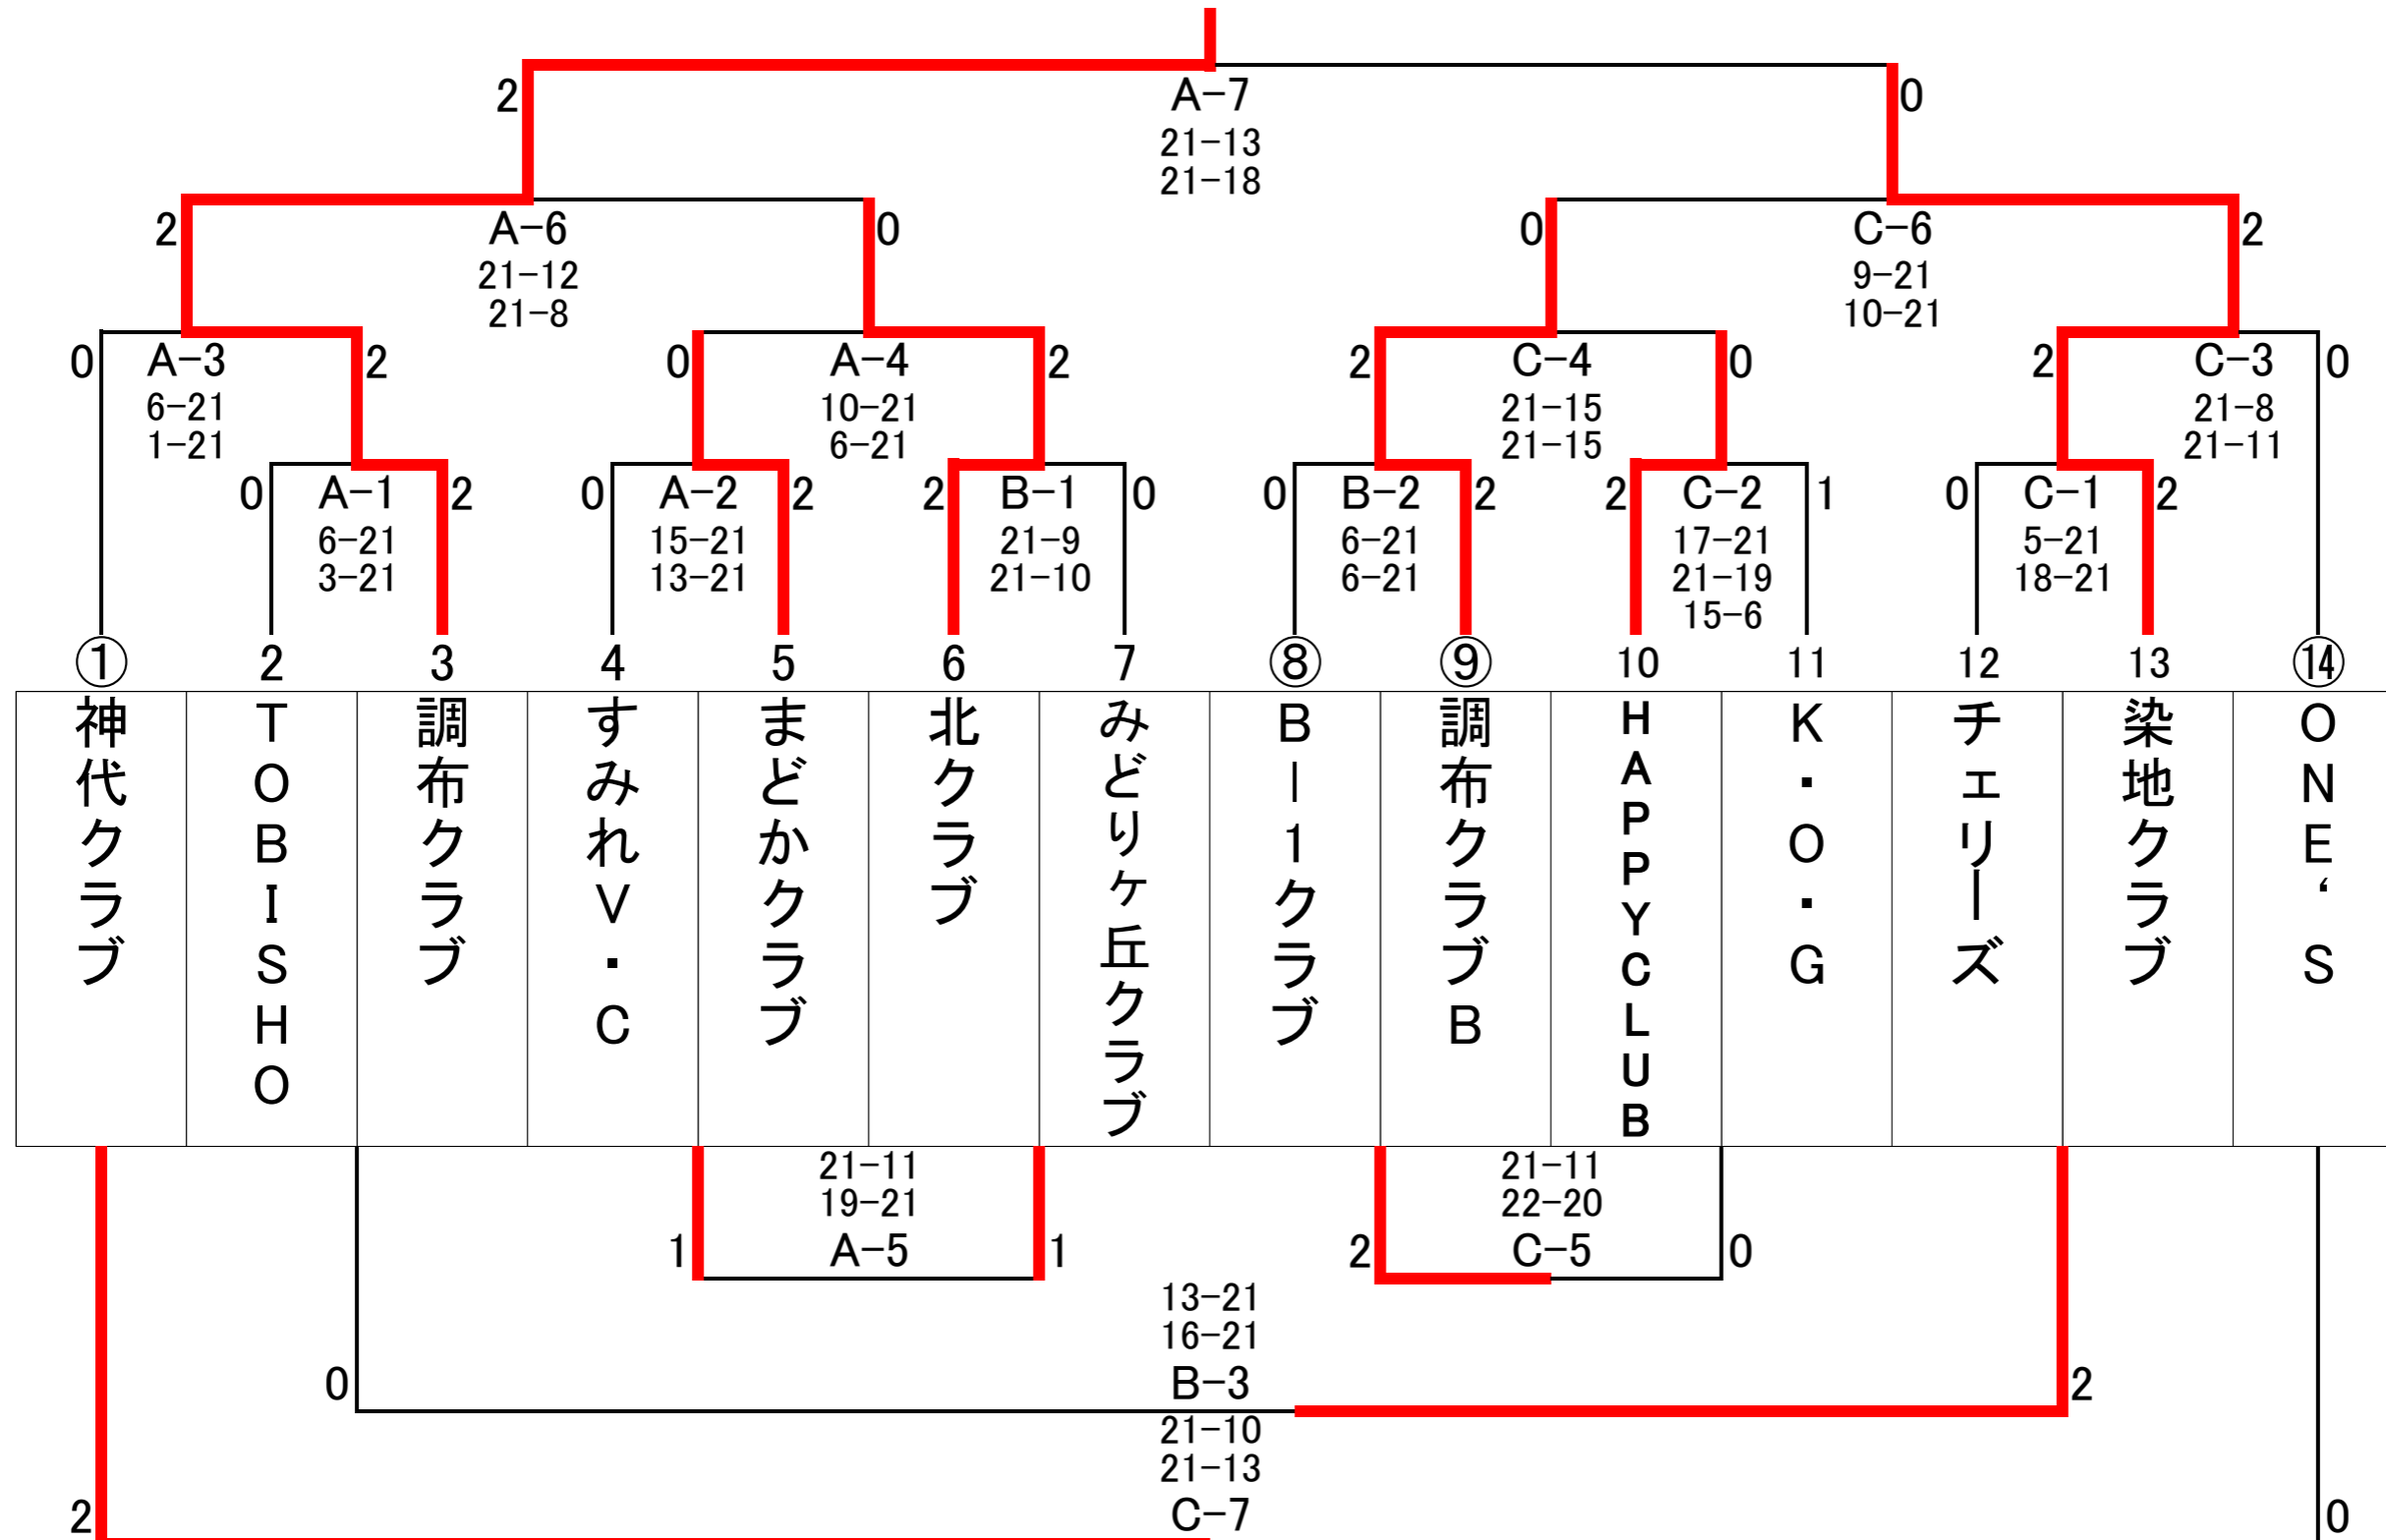 2
A-7
0
21-13
21-18
2
A-6
0
0
C-6
2
21-12
21-8
9-21
10-21
0
A-3
2
0
A-4
2
2
C-4
0
2
C-3
0
6-21
1-21
10-21
6-21
21-15
21-15
21-8
21-11
0
A-1
2
0
A-2
2
2
B-1
0
0
B-2
2
2
C-2
1
0
C-1
2
6-21
3-21
15-21
13-21
21-9
21-10
6-21
6-21
17-21
21-19
15-6
5-21
18-21
①
2
3
4
5
6
7
⑧
⑨
10
11
12
13
⑭
神代クラブ
TOBISHO
調布クラブ
すみれV・C
まどかクラブ
北クラブ
みどりヶ丘クラブ
B－1クラブ
調布クラブB
HAPPYCLUB
K・O・G
チェリーズ
染地クラブ
ONE‘S
21-11
19-21
1
A-5
1
21-11
22-20
2
C-5
0
13-21
16-21
0
B-3
2
21-10
21-13
2
C-7
0